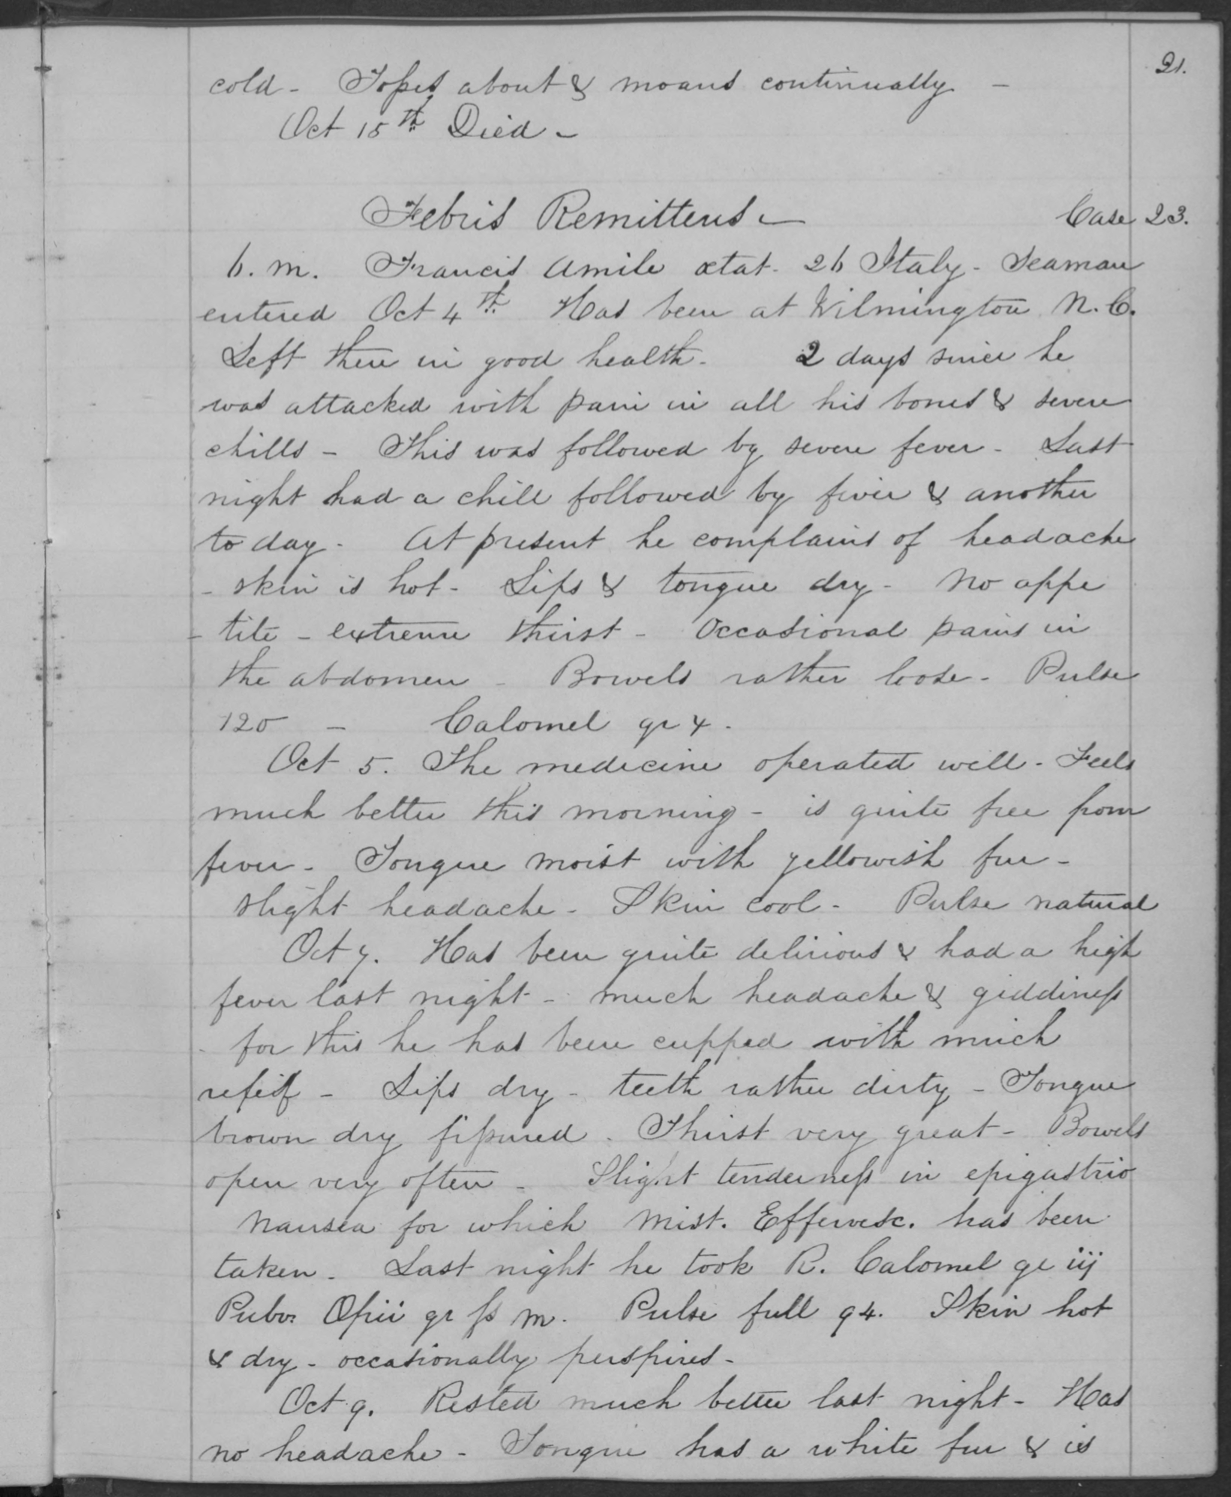 21.
cold - Tosses about & moans continually -
Oct 15th Died -
Febris Remittens - Case 23.
6. m. Francis Amile ætat. 26 Italy - Seaman
entered Oct 4th. Has been at Wilmington N.C.
Left there in good health - 2 days since he
was attacked with pain in all his bones & severe
chills - This was followed by severe fever - Last
night had a chill followed by fever & another
to day - At present he complains of headache
- skin is hot - Lips & tongue dry - No appe
- tite - extreme thirst - Occasional pains in
the abdomen - Bowels rather loose - Pulse
120 - Calomel gr x.
Oct 5. The medicine operated well - Feels
much better this morning - is quite free from
fever - Tongue moist with yellowish fur -
slight headache - Skin cool - Pulse natural
Oct 7. Has been quite delirious & had a high
fever last night - much headache & giddiness
for this he has been cupped with much
relief - Lips dry - teeth rather dirty - Tongue
brown dry fissured. Thirst very great - Bowels
open very often - Slight tenderness in epigastrio
Nausea for which Mist. Effervesc. has been
taken - Last night he took R. Calomel gr iij
Pulv. Opii gr ss m. Pulse full 94. Skin hot
& dry - occasionally perspires -
Oct 9. Rested much better last night - Has
no headache - Tongue has a white fur & is